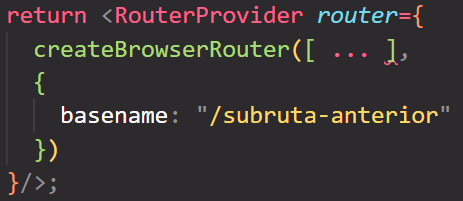 return <RouterProvider router={
  createBrowserRouter([ ... ],
  {
    basename: "/subruta-anterior"
  })
}/>;